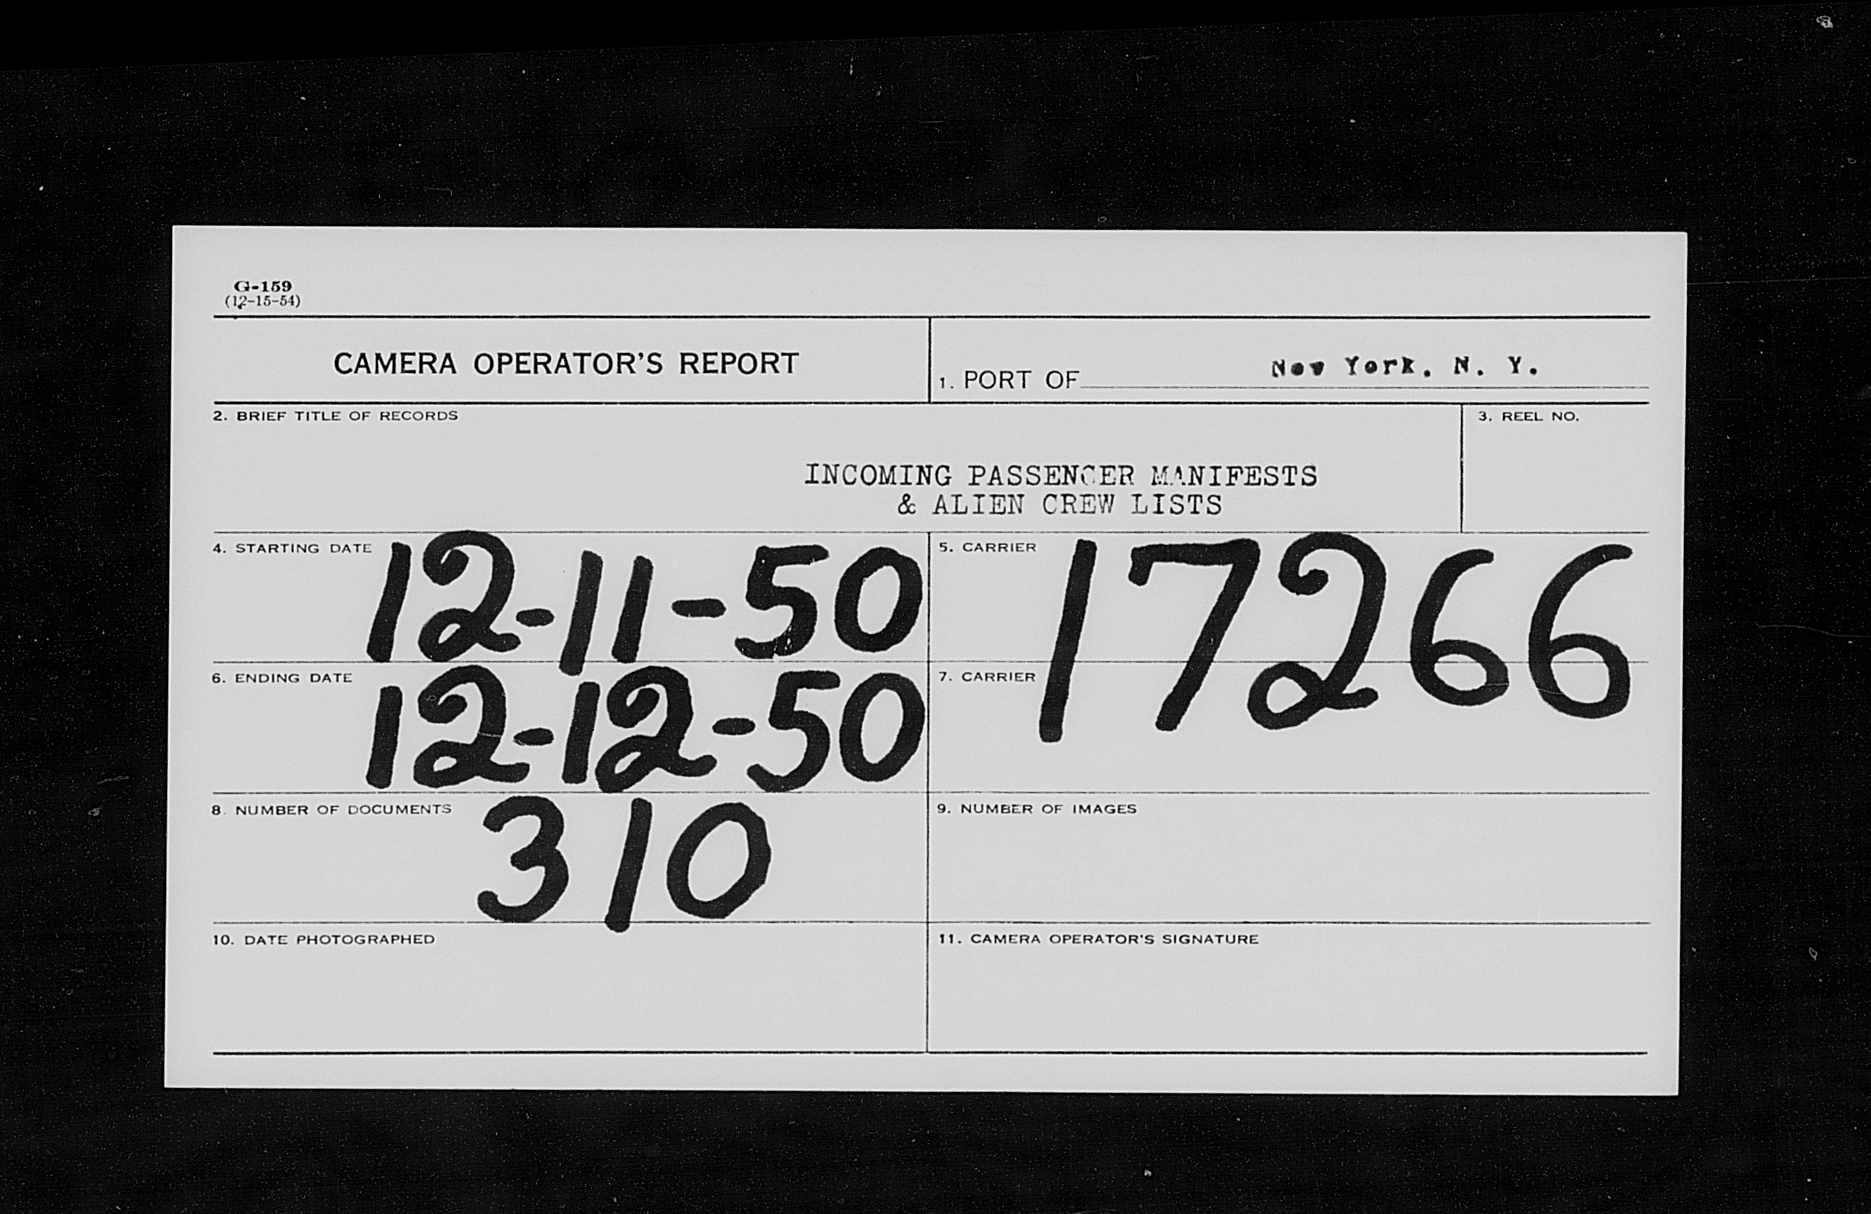 G-159
(12-15-54)
CAMERA OPERATOR'S REPORT
1. PORT OF New York, N. Y.
2. BRIEF TITLE OF RECORDS
3. REEL NO.
INCOMING PASSENGER MANIFESTS
& ALIEN CREW LISTS
4. STARTING DATE 12-11-50
5. CARRIER 17266
6. ENDING DATE 12-12-50
7. CARRIER
8. NUMBER OF DOCUMENTS 310
9. NUMBER OF IMAGES
10. DATE PHOTOGRAPHED
11. CAMERA OPERATOR'S SIGNATURE